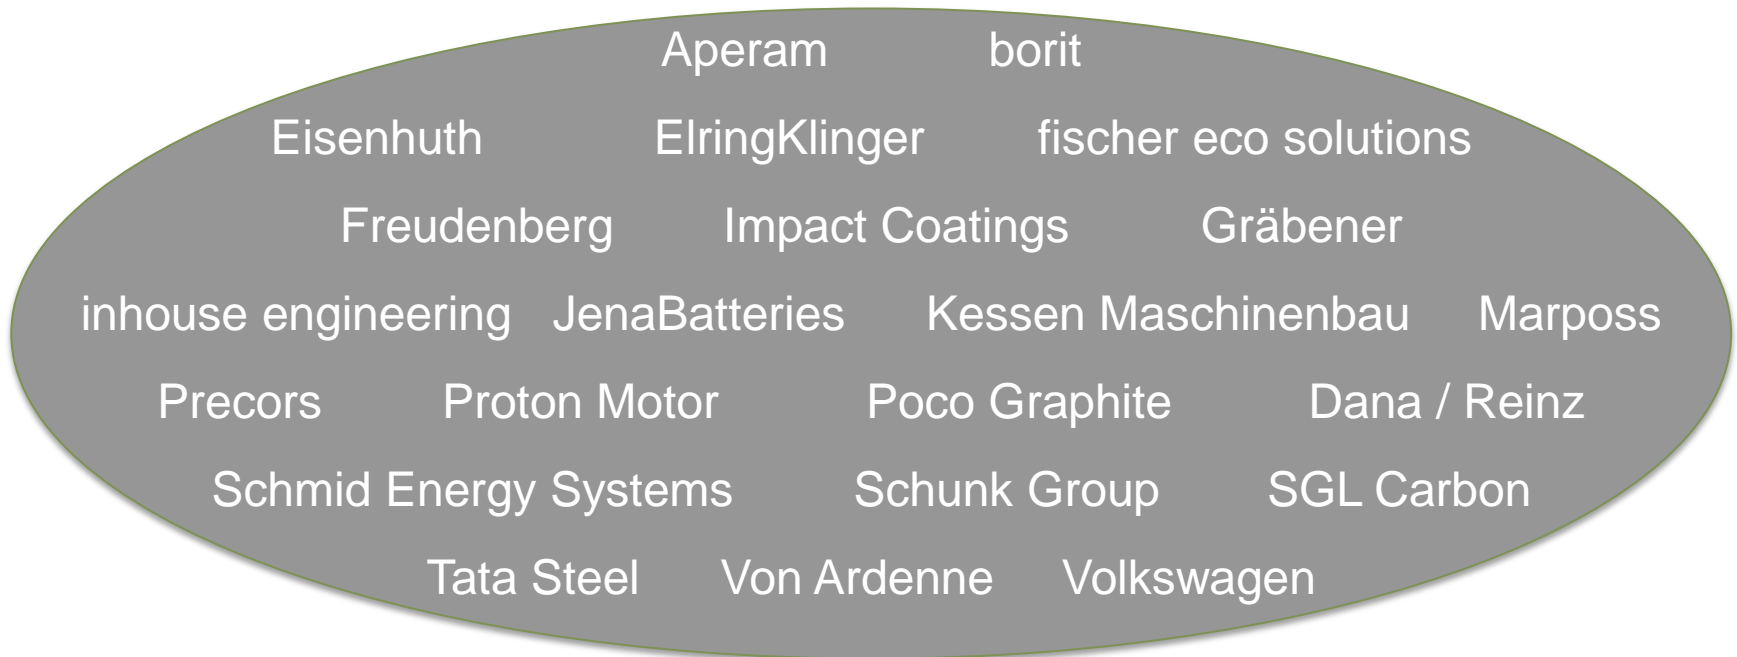 Aperam borit
Eisenhuth ElringKlinger fischer eco solutions
Freudenberg Impact Coatings Gräbener
inhouse engineering JenaBatteries Kessen Maschinenbau Marposs
Precors Proton Motor Poco Graphite Dana / Reinz
Schmid Energy Systems Schunk Group SGL Carbon
Tata Steel Von Ardenne Volkswagen